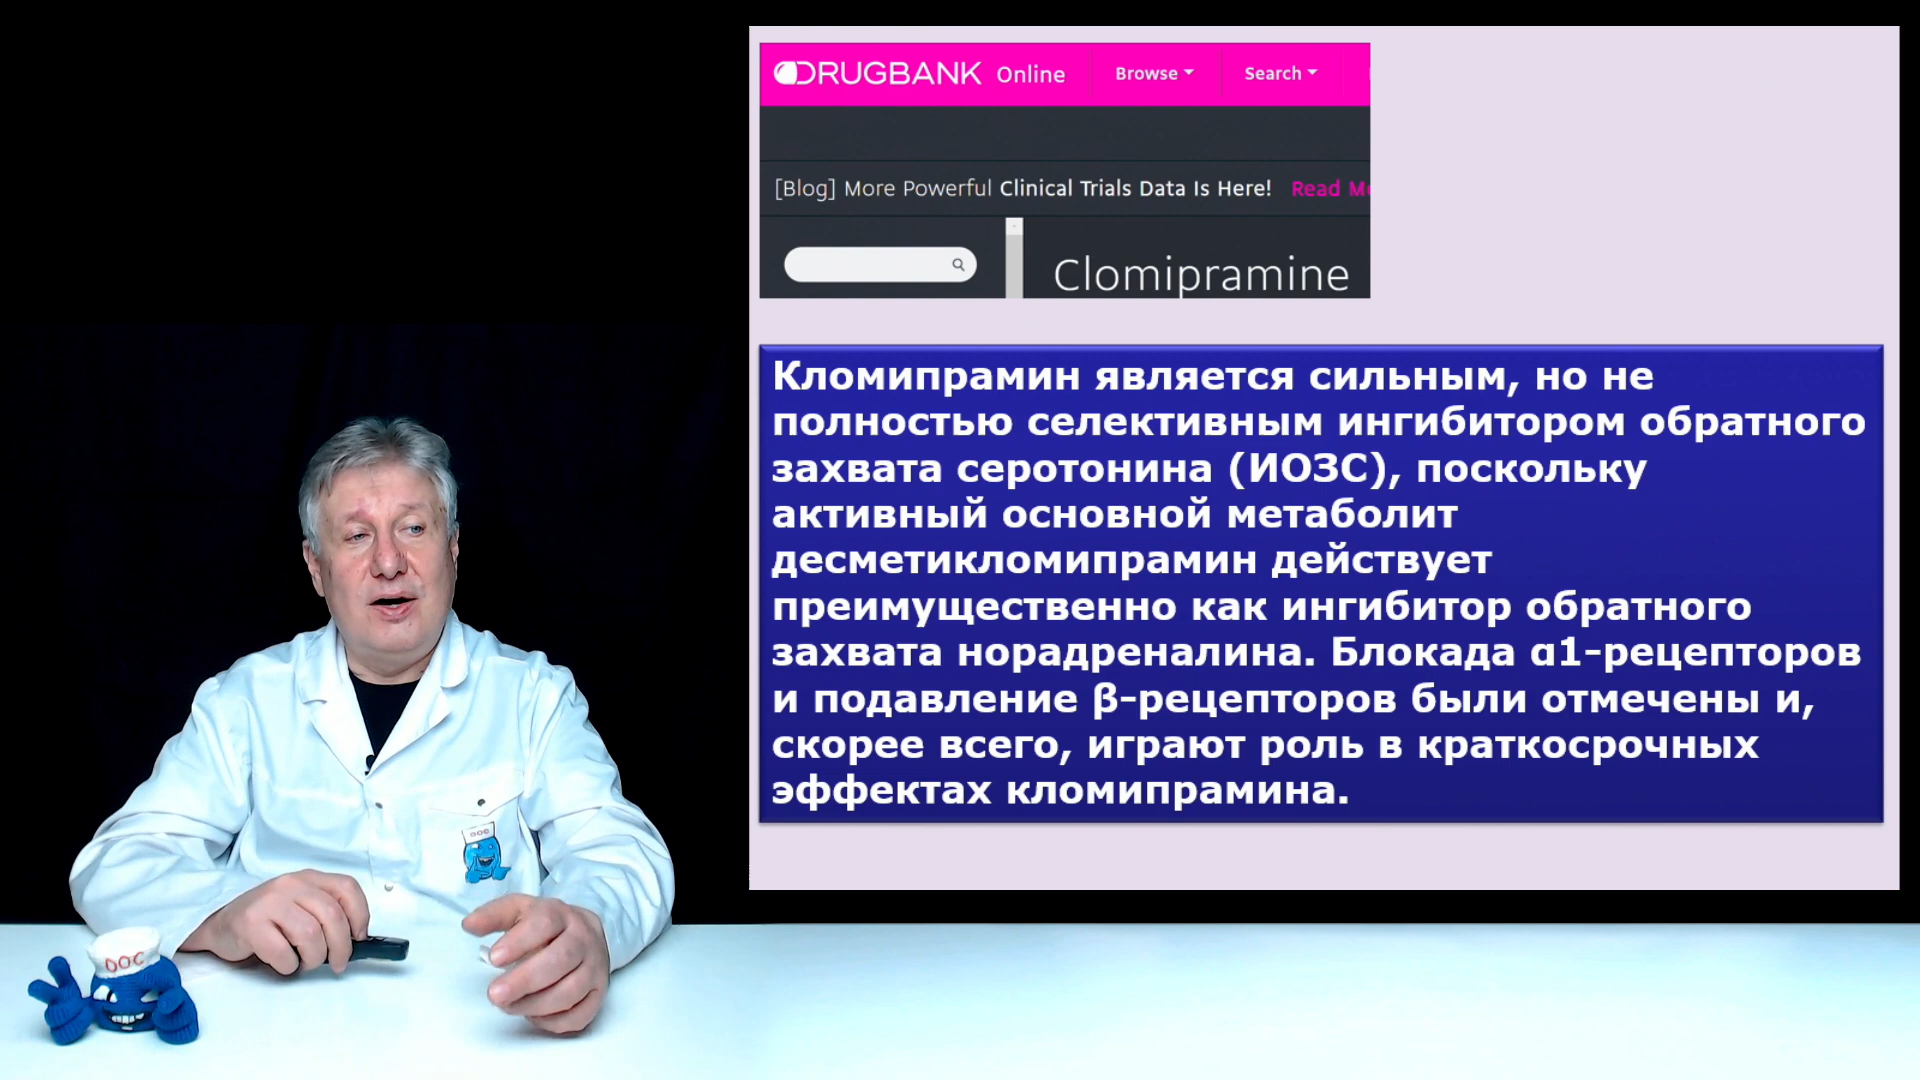 DRUGBANK Online Browse Search
[Blog] More Powerful Clinical Trials Data Is Here! Read
Clomipramine
Кломипрамин является сильным, но не
полностью селективным ингибитором обратного
захвата серотонина (ИОЗС), поскольку
активный основной метаболит
десметикломипрамин действует
преимущественно как ингибитор обратного
захвата норадреналина. Блокада α1-рецепторов
и подавление β-рецепторов были отмечены и,
скорее всего, играют роль в краткосрочных
эффектах кломипрамина.
DOC
DOC